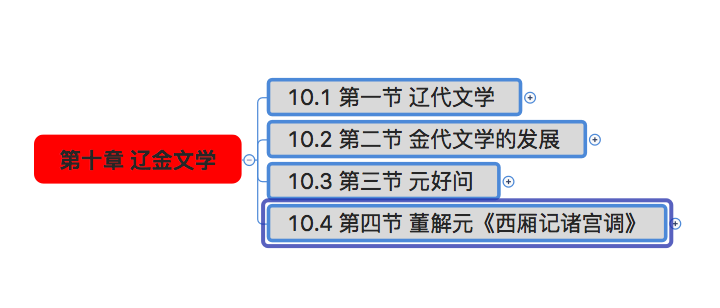 第十章 辽金文学
10.1 第一节 辽代文学
10.2 第二节 金代文学的发展
10.3 第三节 元好问
10.4 第四节 董解元《西厢记诸宫调》